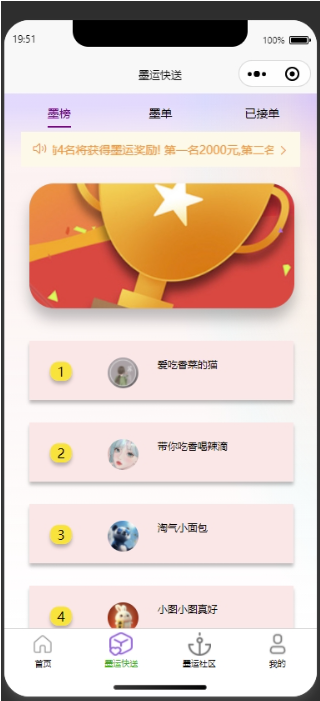 19:51
100%
墨运快送
墨榜 墨单 已接单
前4名将获得墨运奖励! 第一名2000元,第二名
1 爱吃香菜的猫
2 带你吃香喝辣滴
3 淘气小面包
4 小图小图真好
首页 墨运快送 墨运社区 我的